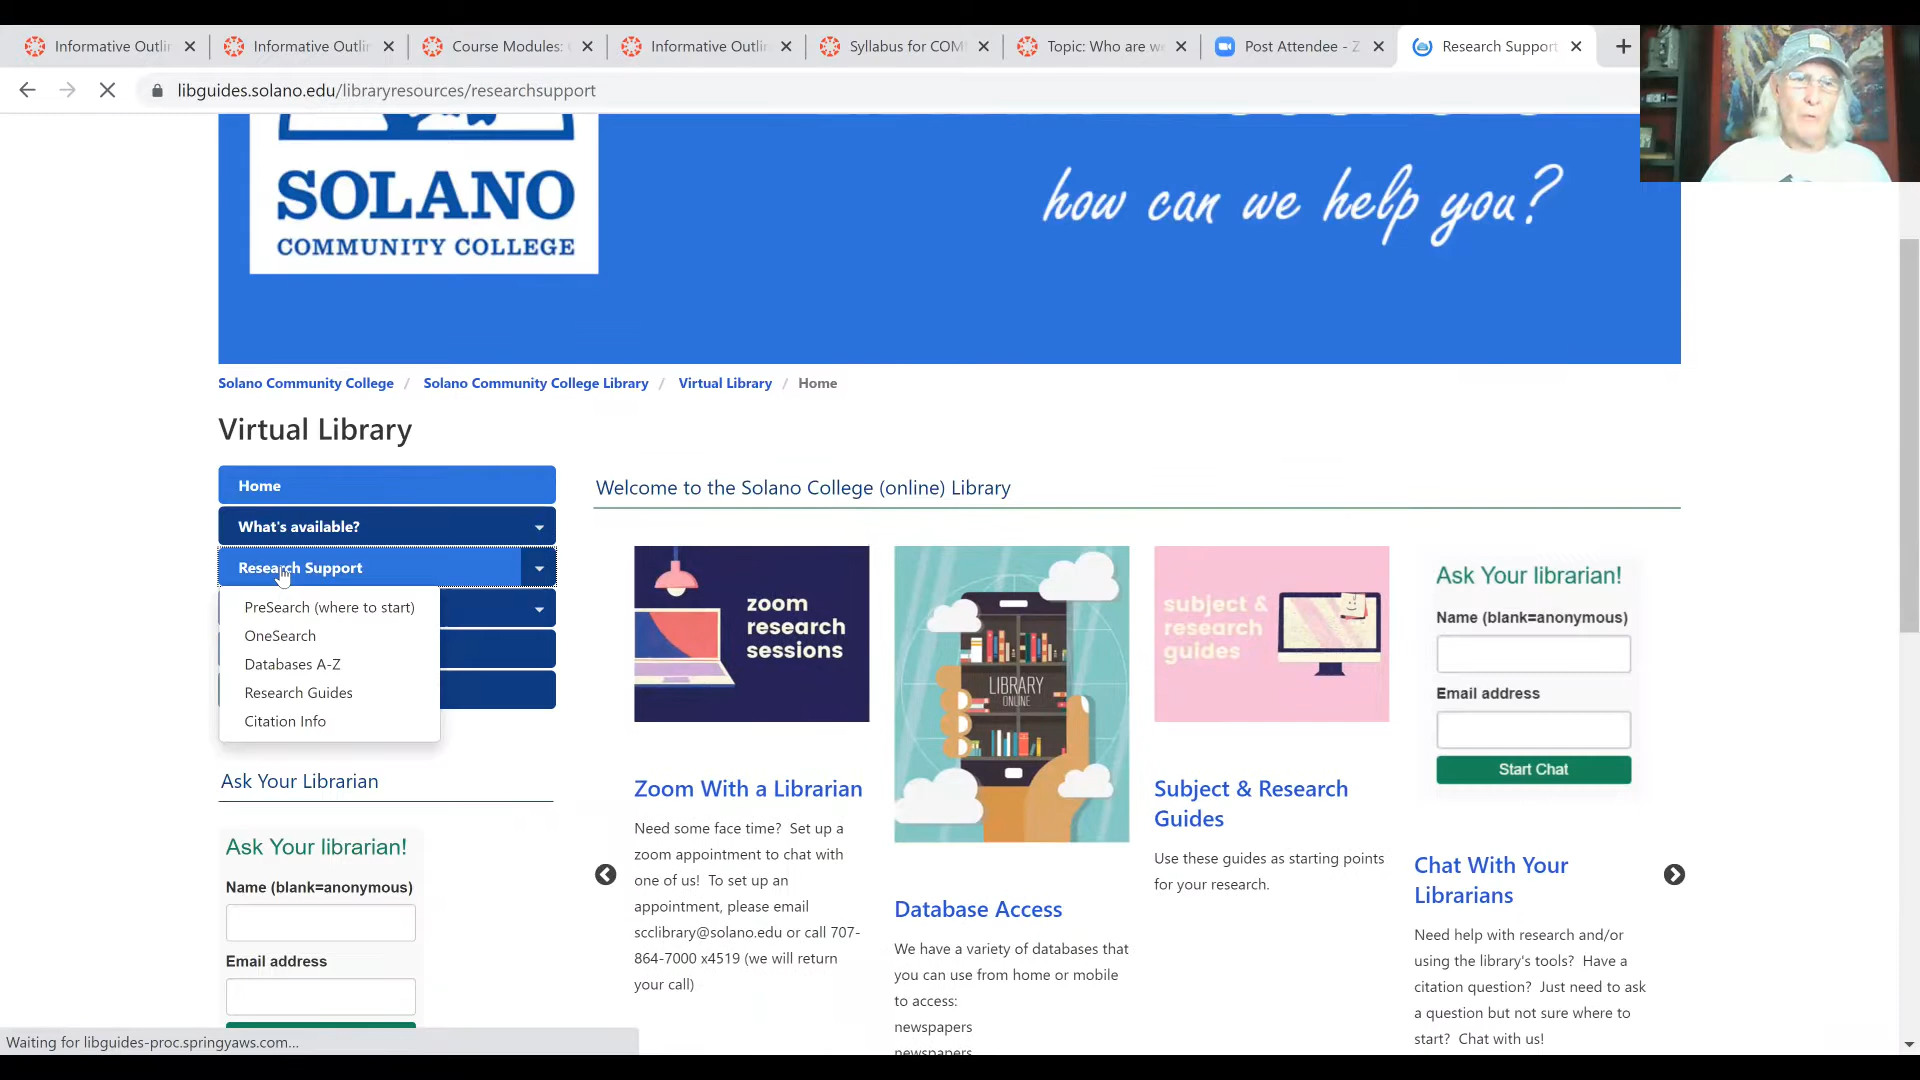 Informative Outli
Informative Outli
Course Modules:
Informative Outli
Syllabus for COM
Topic: Who are we
Post Attendee - Z
Research Support
libguides.solano.edu/libraryresources/researchsupport
SOLANO
COMMUNITY COLLEGE
how can we help you?
Solano Community College / Solano Community College Library / Virtual Library / Home
Virtual Library
Home
What's available?
Research Support
PreSearch (where to start)
OneSearch
Databases A-Z
Research Guides
Citation Info
Ask Your Librarian
Ask Your librarian!
Name (blank=anonymous)
Email address
Welcome to the Solano College (online) Library
zoom
research
sessions
Zoom With a Librarian
Need some face time? Set up a
zoom appointment to chat with
one of us! To set up an
appointment, please email
scclibrary@solano.edu or call 707-
864-7000 x4519 (we will return
your call)
LIBRARY
ONLINE
Database Access
We have a variety of databases that
you can use from home or mobile
to access:
newspapers
newspapers
subject &
research
guides
Subject & Research
Guides
Use these guides as starting points
for your research.
Ask Your librarian!
Name (blank=anonymous)
Email address
Start Chat
Chat With Your
Librarians
Need help with research and/or
using the library's tools? Have a
citation question? Just need to ask
a question but not sure where to
start? Chat with us!
Waiting for libguides-proc.springyaws.com...